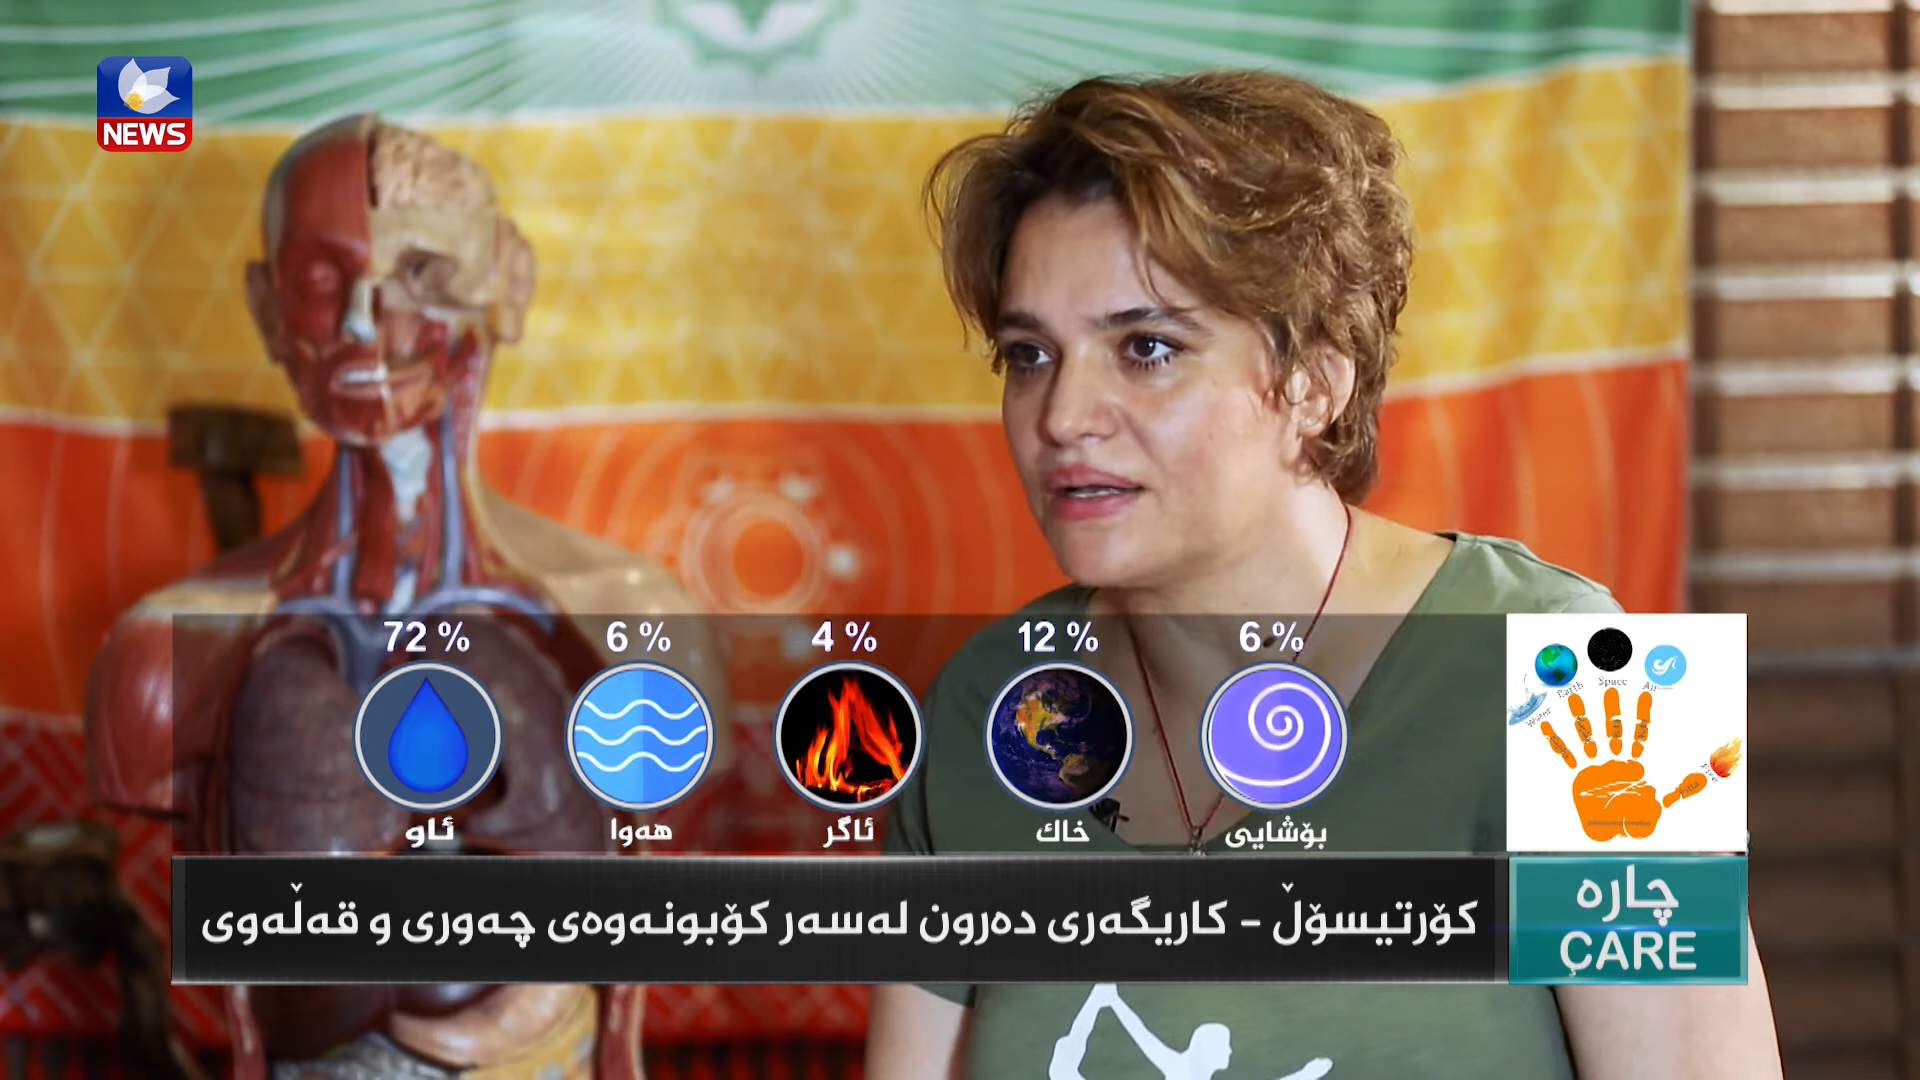 NEWS
72 %
6 %
4 %
12 %
6 %
ئاو
هەوا
ئاگر
خاك
بۆشایی
Water
Earth
Space
Air
Fire
کۆرتیسۆڵ - کاریگەری دەرون لەسەر کۆبونەوەی چەوری و قەڵەوی
چارە
ÇARE